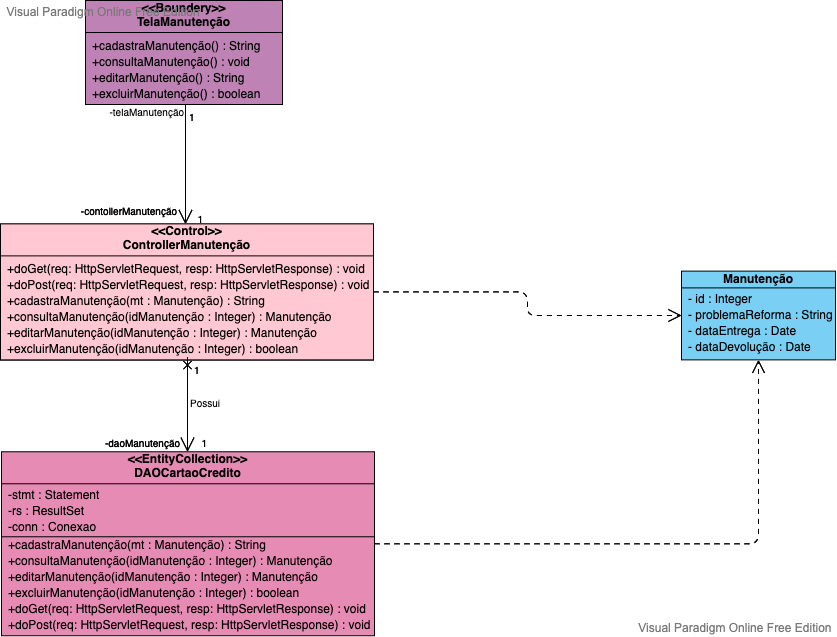 Visual Paradigm Online Free Edition
<<Boundery>>
TelaManutenção
+cadastraManutenção() : String
+consultaManutenção() : void
+editarManutenção() : String
+excluirManutenção() : boolean
-telaManutenção
1
-contollerManutenção
1
<<Control>>
ControllerManutenção
+doGet(req: HttpServletRequest, resp: HttpServletResponse) : void
+doPost(req: HttpServletRequest, resp: HttpServletResponse) : void
+cadastraManutenção(mt : Manutenção) : String
+consultaManutenção(idManutenção : Integer) : Manutenção
+editarManutenção(idManutenção : Integer) : Manutenção
+excluirManutenção(idManutenção : Integer) : boolean
Manutenção
- id : Integer
- problemaReforma : String
- dataEntrega : Date
- dataDevolução : Date
1
Possui
-daoManutenção
1
<<EntityCollection>>
DAOCartaoCredito
-stmt : Statement
-rs : ResultSet
-conn : Conexao
+cadastraManutenção(mt : Manutenção) : String
+consultaManutenção(idManutenção : Integer) : Manutenção
+editarManutenção(idManutenção : Integer) : Manutenção
+excluirManutenção(idManutenção : Integer) : boolean
+doGet(req: HttpServletRequest, resp: HttpServletResponse) : void
+doPost(req: HttpServletRequest, resp: HttpServletResponse) : void
Visual Paradigm Online Free Edition